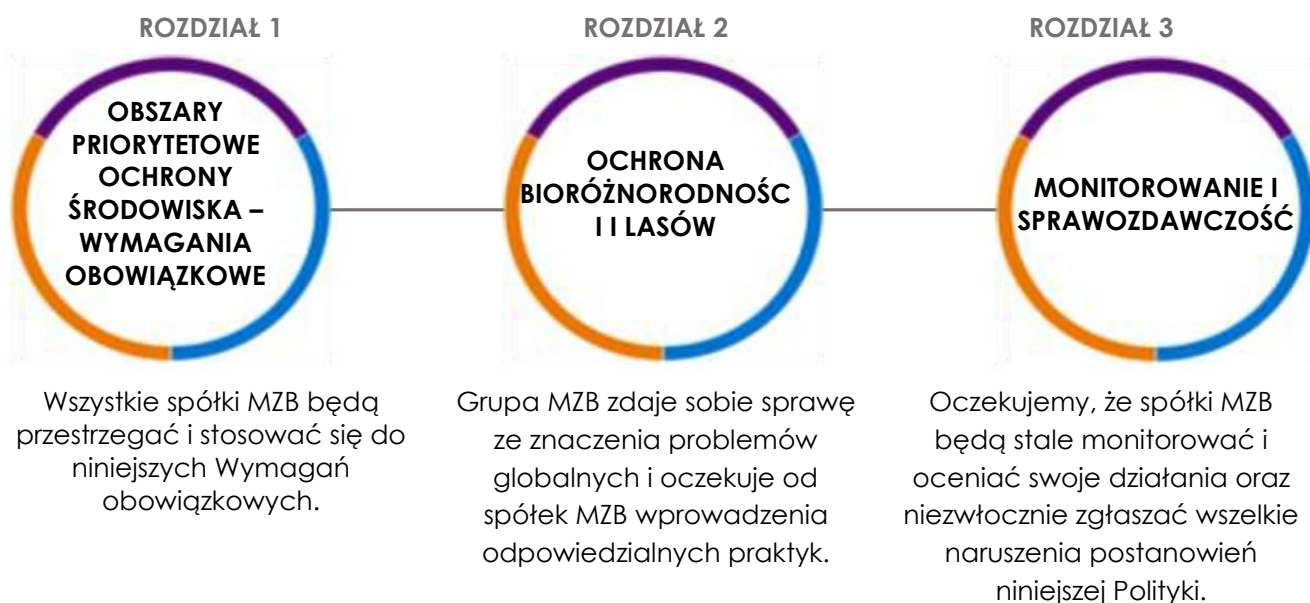 ROZDZIAŁ 1
OBSZARY
PRIORYTETOWE
OCHRONY
ŚRODOWISKA –
WYMAGANIA
OBOWIĄZKOWE
Wszystkie spółki MZB będą
przestrzegać i stosować się do
niniejszych Wymagań
obowiązkowych.
ROZDZIAŁ 2
OCHRONA
BIORÓŻNORODNOŚC
I I LASÓW
Grupa MZB zdaje sobie sprawę
ze znaczenia problemów
globalnych i oczekuje od
spółek MZB wprowadzenia
odpowiedzialnych praktyk.
ROZDZIAŁ 3
MONITOROWANIE I
SPRAWOZDAWCZOŚĆ
Oczekujemy, że spółki MZB
będą stale monitorować i
oceniać swoje działania oraz
niezwłocznie zgłaszać wszelkie
naruszenia postanowień
niniejszej Polityki.